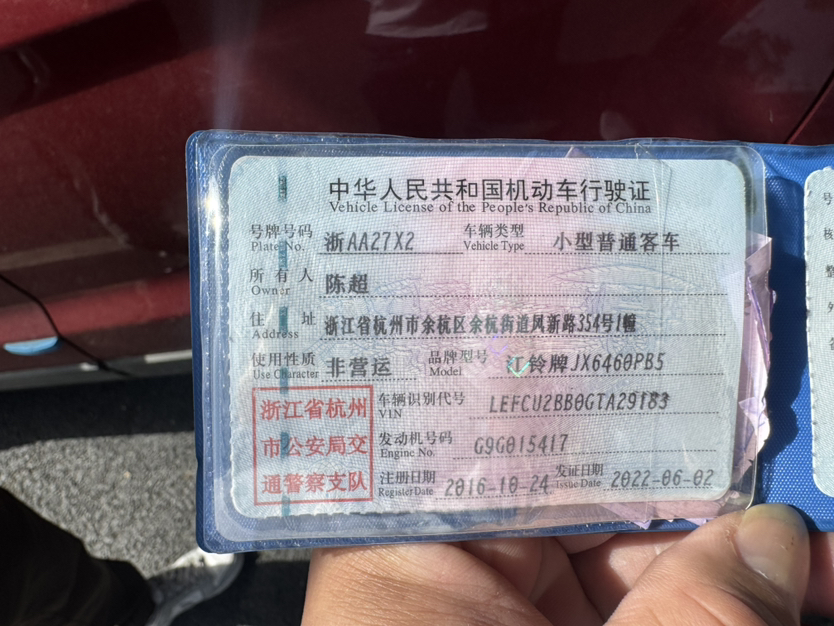 中华人民共和国机动车行驶证
Vehicle License of the People's Republic of China
号牌号码 浙AA27X2 车辆类型 小型普通客车
Plate No. Vehicle Type
所有人 陈超
Owner
住址 浙江省杭州市余杭区余杭街道凤新路354号1幢
Address
使用性质 非营运 品牌型号 江铃牌JX6460PB5
Use Character Model
浙江省杭州
市公安局交
通警察支队
车辆识别代号 LEFCU2BB0GTA29183
VIN
发动机号码 G9G015417
Engine No.
注册日期 2016-10-24 发证日期 2022-06-02
Register Date Issue Date
号
核
整
外